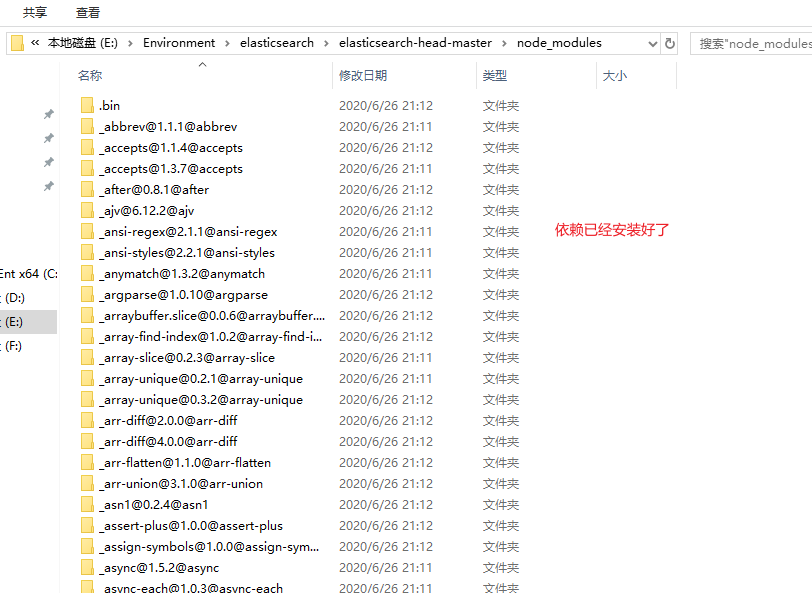 共享 查看
« 本地磁盘 (E:) › Environment › elasticsearch › elasticsearch-head-master › node_modules 搜索"node_modules
名称 修改日期 类型 大小
.bin 2020/6/26 21:12 文件夹
_abbrev@1.1.1@abbrev 2020/6/26 21:11 文件夹
_accepts@1.1.4@accepts 2020/6/26 21:12 文件夹
_accepts@1.3.7@accepts 2020/6/26 21:11 文件夹
_after@0.8.1@after 2020/6/26 21:12 文件夹
_ajv@6.12.2@ajv 2020/6/26 21:12 文件夹
_ansi-regex@2.1.1@ansi-regex 2020/6/26 21:11 文件夹
依赖已经安装好了
_ansi-styles@2.2.1@ansi-styles 2020/6/26 21:11 文件夹
_anymatch@1.3.2@anymatch 2020/6/26 21:11 文件夹
Ent x64 (C:
_argparse@1.0.10@argparse 2020/6/26 21:12 文件夹
(D:)
_arraybuffer.slice@0.0.6@arraybuffer.... 2020/6/26 21:12 文件夹
(E:)
_array-find-index@1.0.2@array-find-i... 2020/6/26 21:12 文件夹
(F:)
_array-slice@0.2.3@array-slice 2020/6/26 21:11 文件夹
_array-unique@0.2.1@array-unique 2020/6/26 21:11 文件夹
_array-unique@0.3.2@array-unique 2020/6/26 21:12 文件夹
_arr-diff@2.0.0@arr-diff 2020/6/26 21:12 文件夹
_arr-diff@4.0.0@arr-diff 2020/6/26 21:12 文件夹
_arr-flatten@1.1.0@arr-flatten 2020/6/26 21:12 文件夹
_arr-union@3.1.0@arr-union 2020/6/26 21:12 文件夹
_asn1@0.2.4@asn1 2020/6/26 21:12 文件夹
_assert-plus@1.0.0@assert-plus 2020/6/26 21:12 文件夹
_assign-symbols@1.0.0@assign-sym... 2020/6/26 21:12 文件夹
_async@1.5.2@async 2020/6/26 21:11 文件夹
_async-each@1.0.3@async-each 2020/6/26 21:11 文件夹